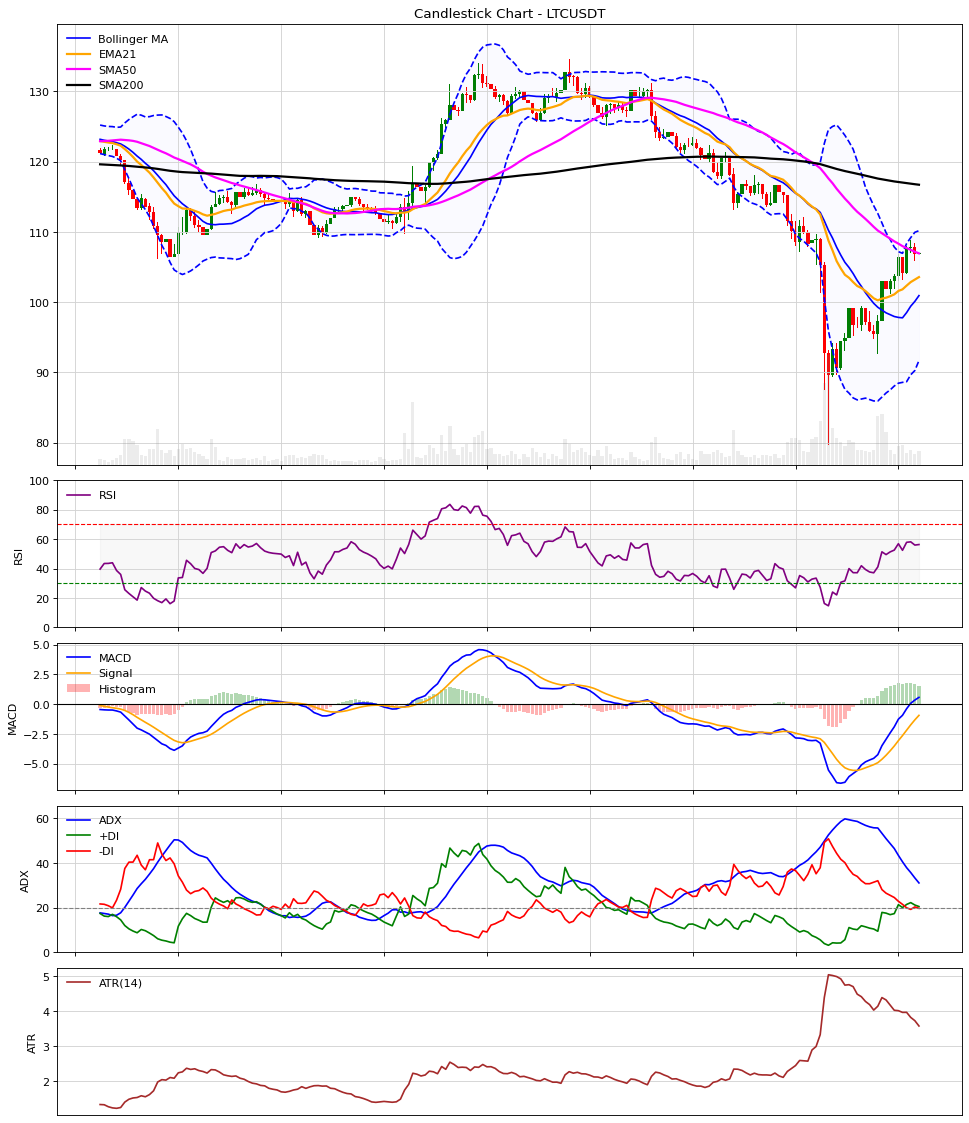 Candlestick Chart - LTCUSDT
Bollinger MA
EMA21
SMA50
SMA200
130
120
110
100
90
80
RSI
100
80
60
40
20
0
RSI
MACD
Signal
Histogram
5.0
2.5
0.0
−2.5
−5.0
MACD
ADX
+DI
-DI
60
40
20
0
ADX
ATR(14)
5
4
3
2
ATR